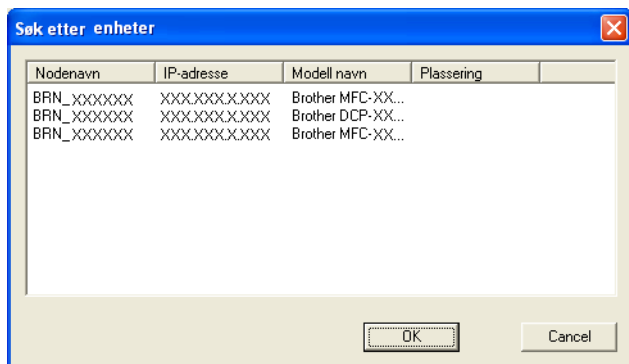 Søk etter enheter
Nodenavn IP-adresse Modell navn Plassering
BRN_XXXXXX XXX.XXX.X.XXX Brother MFC-XX...
BRN_XXXXXX XXX.XXX.X.XXX Brother DCP-XX...
BRN_XXXXXX XXX.XXX.X.XXX Brother MFC-XX...
OK Cancel